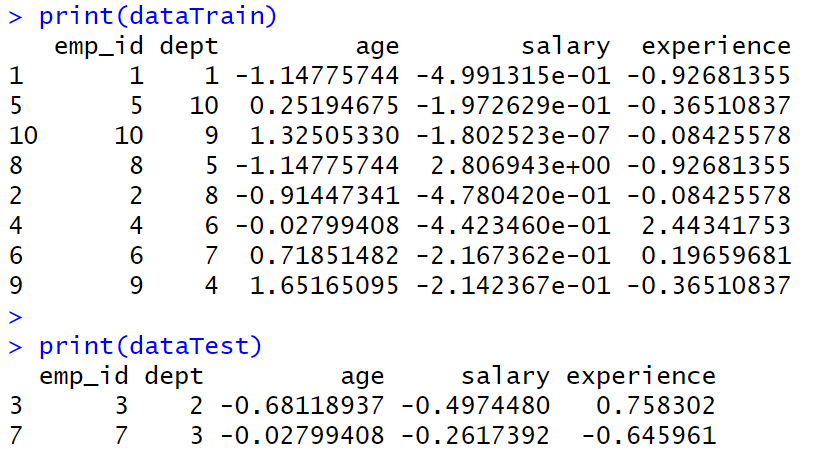 > print(dataTrain)
   emp_id dept         age        salary  experience
1       1    1 -1.14775744 -4.991315e-01 -0.92681355
5       5   10  0.25194675 -1.972629e-01 -0.36510837
10     10    9  1.32505330 -1.802523e-07 -0.08425578
8       8    5 -1.14775744  2.806943e+00 -0.92681355
2       2    8 -0.91447341 -4.780420e-01 -0.08425578
4       4    6 -0.02799408 -4.423460e-01  2.44341753
6       6    7  0.71851482 -2.167362e-01  0.19659681
9       9    4  1.65165095 -2.142367e-01 -0.36510837
>
> print(dataTest)
  emp_id dept         age     salary experience
3      3    2 -0.68118937 -0.4974480   0.758302
7      7    3 -0.02799408 -0.2617392  -0.645961